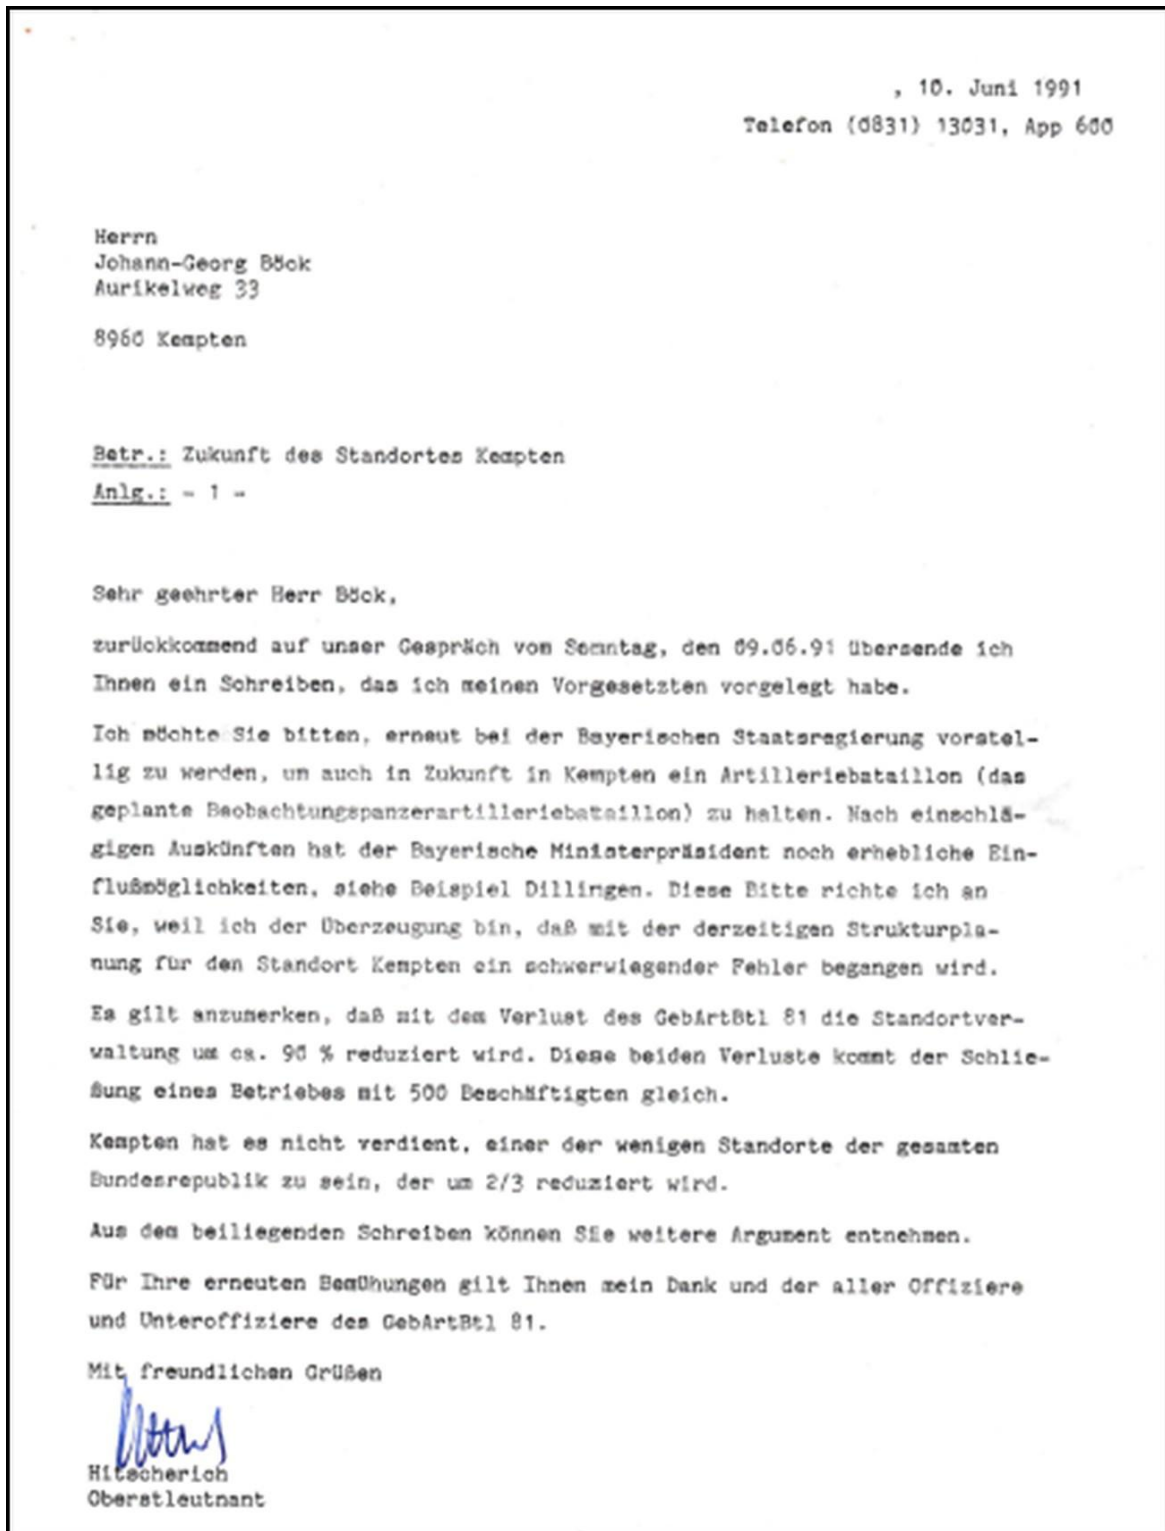 , 10. Juni 1991
Telefon (0831) 13031, App 600
Herrn
Johann-Georg Böck
Aurikelweg 33
8960 Kempten
Betr.: Zukunft des Standortes Kempten
Anlg.: - 1 -
Sehr geehrter Herr Böck,
zurückkommend auf unser Gespräch vom Sonntag, den 09.06.91 übersende ich
Ihnen ein Schreiben, das ich meinen Vorgesetzten vorgelegt habe.
Ich möchte Sie bitten, erneut bei der Bayerischen Staatsregierung vorstel-
lig zu werden, um auch in Zukunft in Kempten ein Artilleriebataillon (das
geplante Beobachtungspanzerartilleriebataillon) zu halten. Nach einschlä-
gigen Auskünften hat der Bayerische Ministerpräsident noch erhebliche Ein-
flußmöglichkeiten, siehe Beispiel Dillingen. Diese Bitte richte ich an
Sie, weil ich der Überzeugung bin, daß mit der derzeitigen Strukturpla-
nung für den Standort Kempten ein schwerwiegender Fehler begangen wird.
Es gilt anzumerken, daß mit dem Verlust des GebArtBtl 81 die Standortver-
waltung um ca. 90 % reduziert wird. Diese beiden Verluste kommt der Schlie-
ßung eines Betriebes mit 500 Beschäftigten gleich.
Kempten hat es nicht verdient, einer der wenigen Standorte der gesamten
Bundesrepublik zu sein, der um 2/3 reduziert wird.
Aus dem beiliegenden Schreiben können Sie weitere Argument entnehmen.
Für Ihre erneuten Bemühungen gilt Ihnen mein Dank und der aller Offiziere
und Unteroffiziere des GebArtBtl 81.
Mit freundlichen Grüßen
Hitscherich
Oberstleutnant